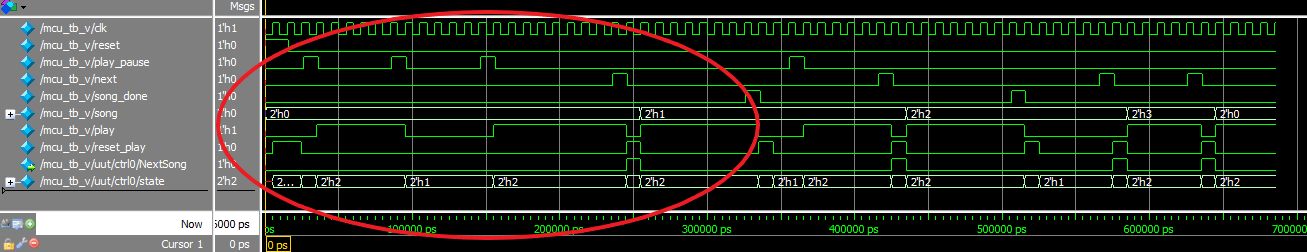 Msgs
/mcu_tb_v/clk 1'h1
/mcu_tb_v/reset 1'h0
/mcu_tb_v/play_pause 1'h0
/mcu_tb_v/next 1'h0
/mcu_tb_v/song_done 1'h0
/mcu_tb_v/song 2'h0 2'h0 2'h1 2'h2 2'h3 2'h0
/mcu_tb_v/play 1'h1
/mcu_tb_v/reset_play 1'h0
/mcu_tb_v/uut/ctrl0/NextSong 1'h0
/mcu_tb_v/uut/ctrl0/state 2'h2 2... 2'h2 2'h1 2'h2 2'h2 2'h1 2'h2 2'h2 2'h1 2'h2 2'h2
Now 5000 ps ps 100000 ps 200000 ps 300000 ps 400000 ps 500000 ps 600000 ps 70000
Cursor 1 0 ps 0 ps